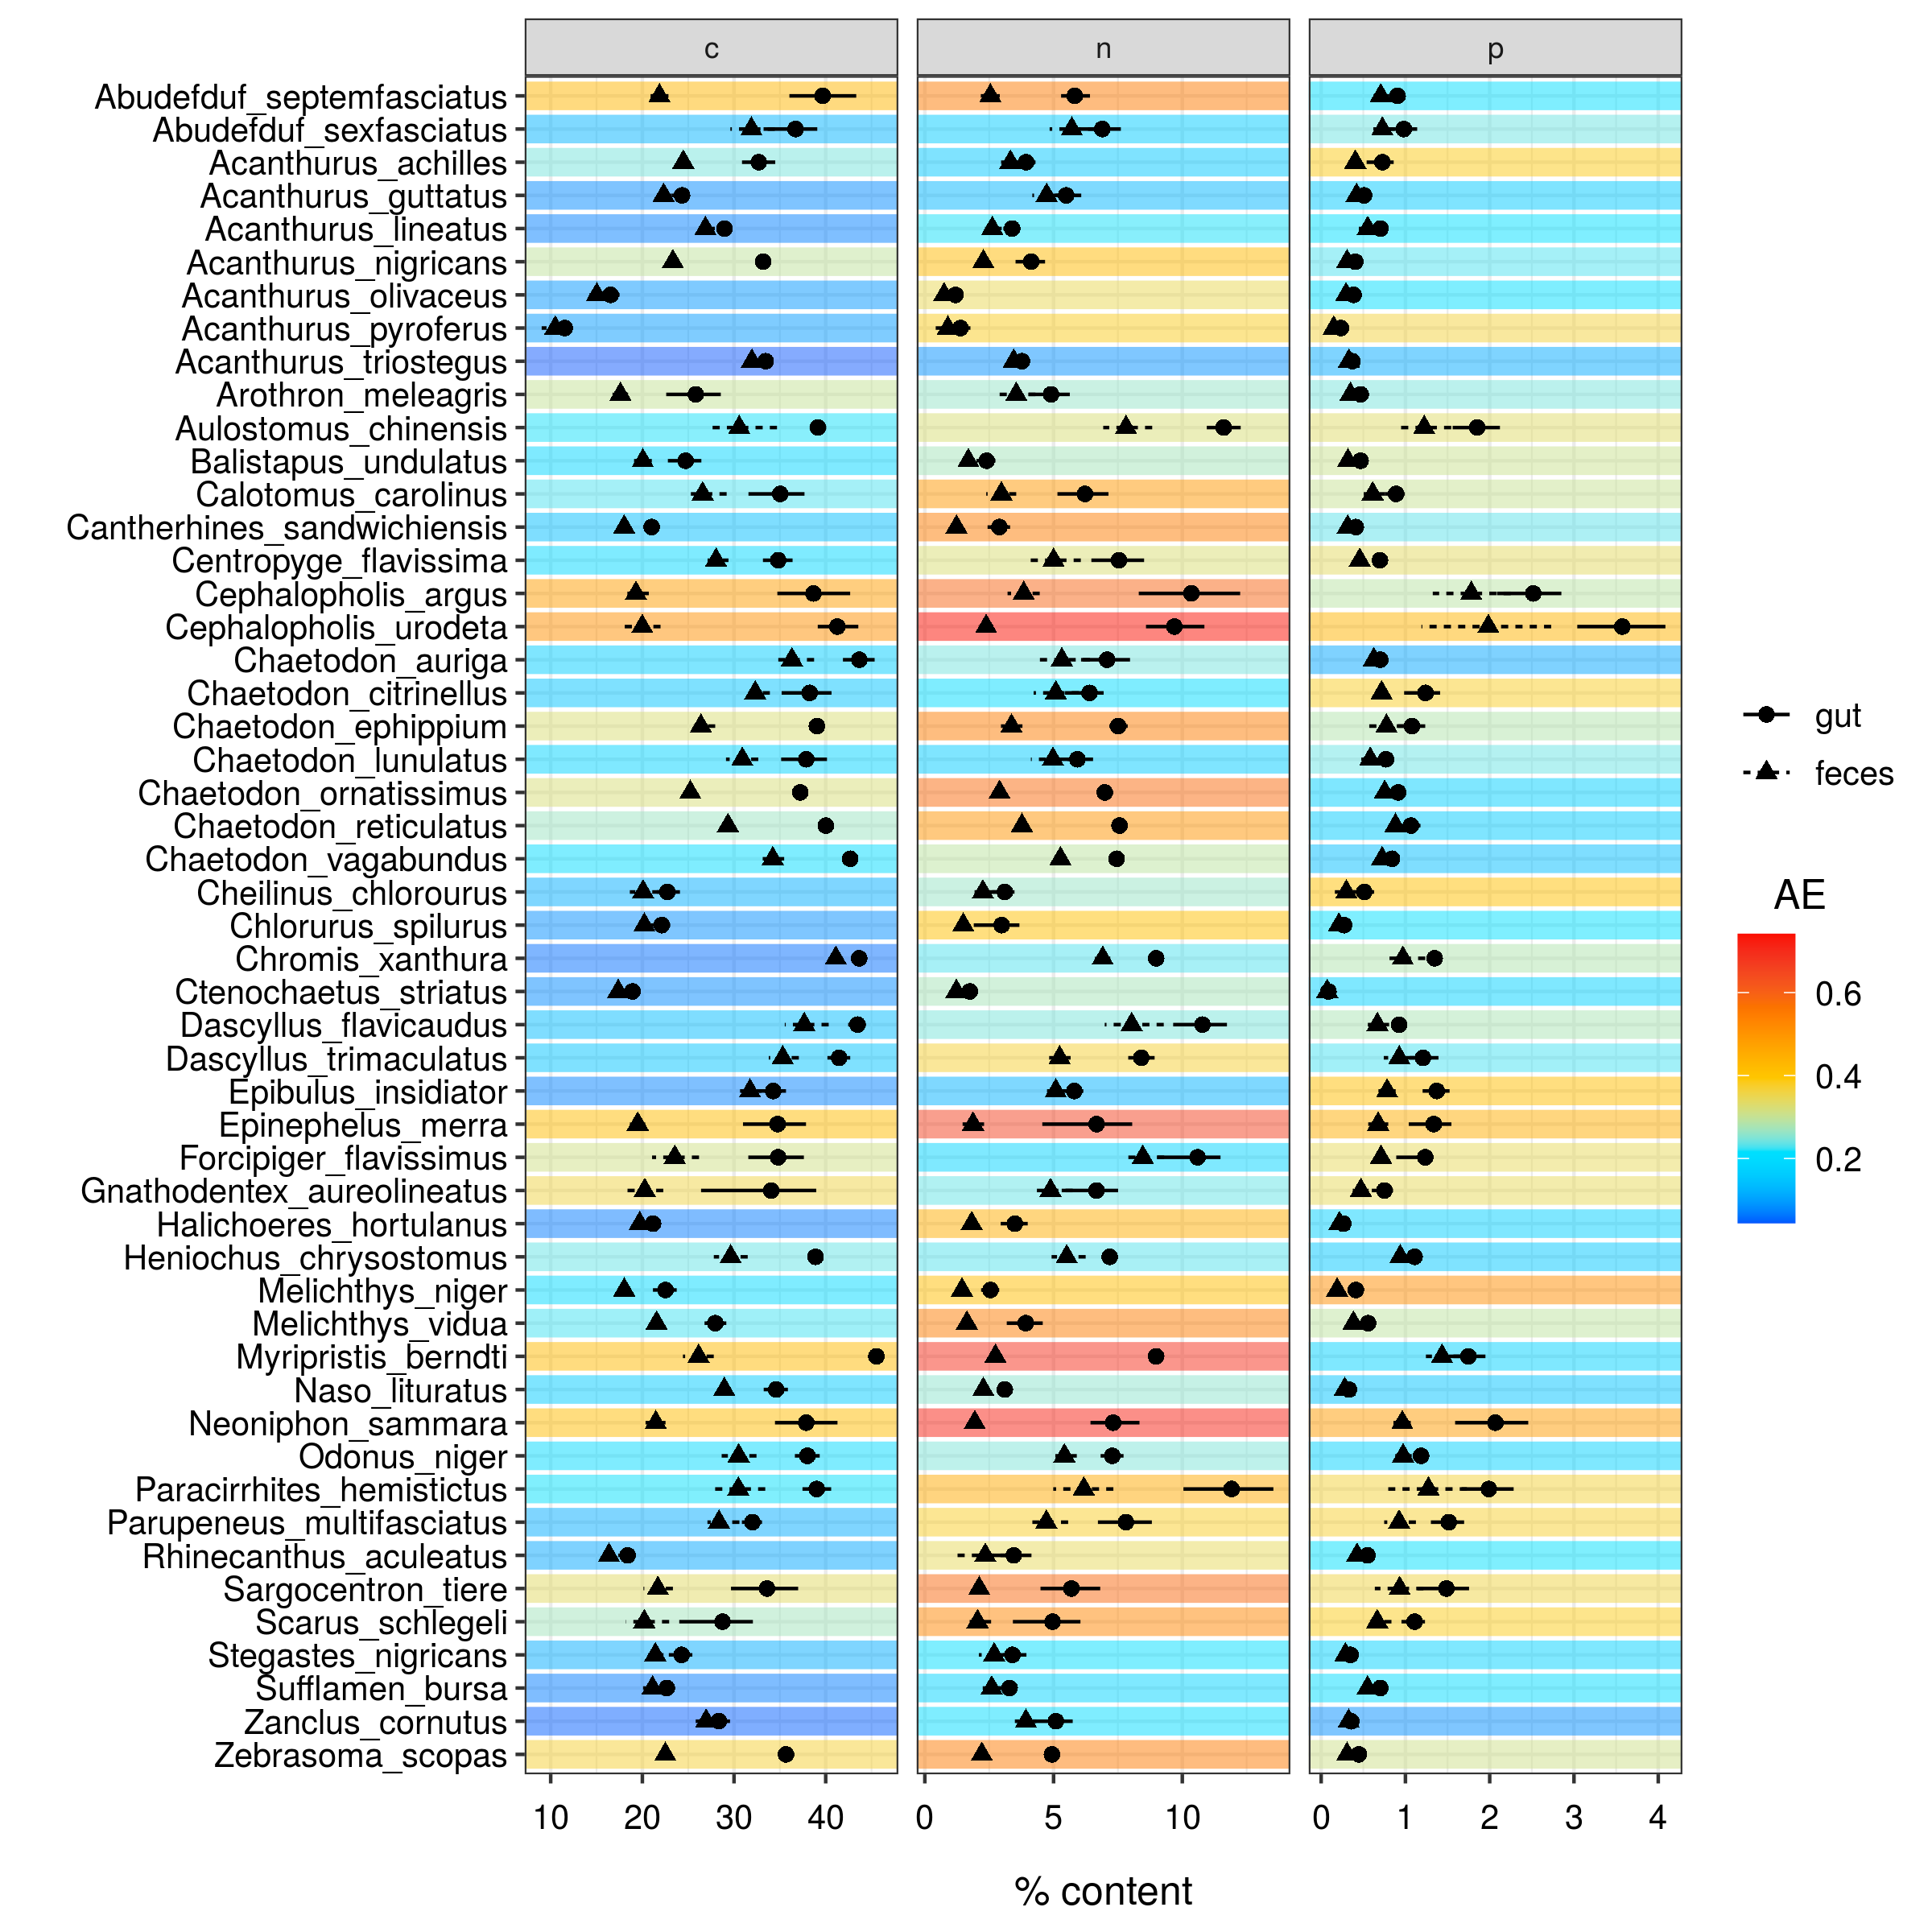 c n p
Abudefduf_septemfasciatus
Abudefduf_sexfasciatus
Acanthurus_achilles
Acanthurus_guttatus
Acanthurus_lineatus
Acanthurus_nigricans
Acanthurus_olivaceus
Acanthurus_pyroferus
Acanthurus_triostegus
Arothron_meleagris
Aulostomus_chinensis
Balistapus_undulatus
Calotomus_carolinus
Cantherhines_sandwichiensis
Centropyge_flavissima
Cephalopholis_argus
Cephalopholis_urodeta
Chaetodon_auriga
Chaetodon_citrinellus
Chaetodon_ephippium
Chaetodon_lunulatus
Chaetodon_ornatissimus
Chaetodon_reticulatus
Chaetodon_vagabundus
Cheilinus_chlorourus
Chlorurus_spilurus
Chromis_xanthura
Ctenochaetus_striatus
Dascyllus_flavicaudus
Dascyllus_trimaculatus
Epibulus_insidiator
Epinephelus_merra
Forcipiger_flavissimus
Gnathodentex_aureolineatus
Halichoeres_hortulanus
Heniochus_chrysostomus
Melichthys_niger
Melichthys_vidua
Myripristis_berndti
Naso_lituratus
Neoniphon_sammara
Odonus_niger
Paracirrhites_hemistictus
Parupeneus_multifasciatus
Rhinecanthus_aculeatus
Sargocentron_tiere
Scarus_schlegeli
Stegastes_nigricans
Sufflamen_bursa
Zanclus_cornutus
Zebrasoma_scopas
10 20 30 40 0 5 10 0 1 2 3 4
% content
gut
feces
AE
0.6
0.4
0.2